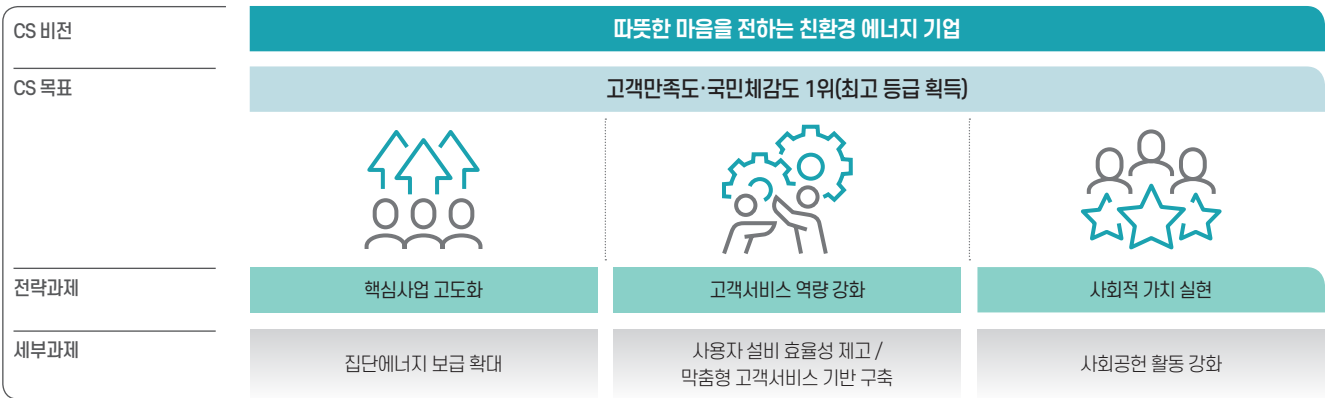 CS 비전
따뜻한 마음을 전하는 친환경 에너지 기업
CS 목표
고객만족도·국민체감도 1위(최고 등급 획득)
전략과제
핵심사업 고도화
고객서비스 역량 강화
사회적 가치 실현
세부과제
집단에너지 보급 확대
사용자 설비 효율성 제고 /
막춤형 고객서비스 기반 구축
사회공헌 활동 강화